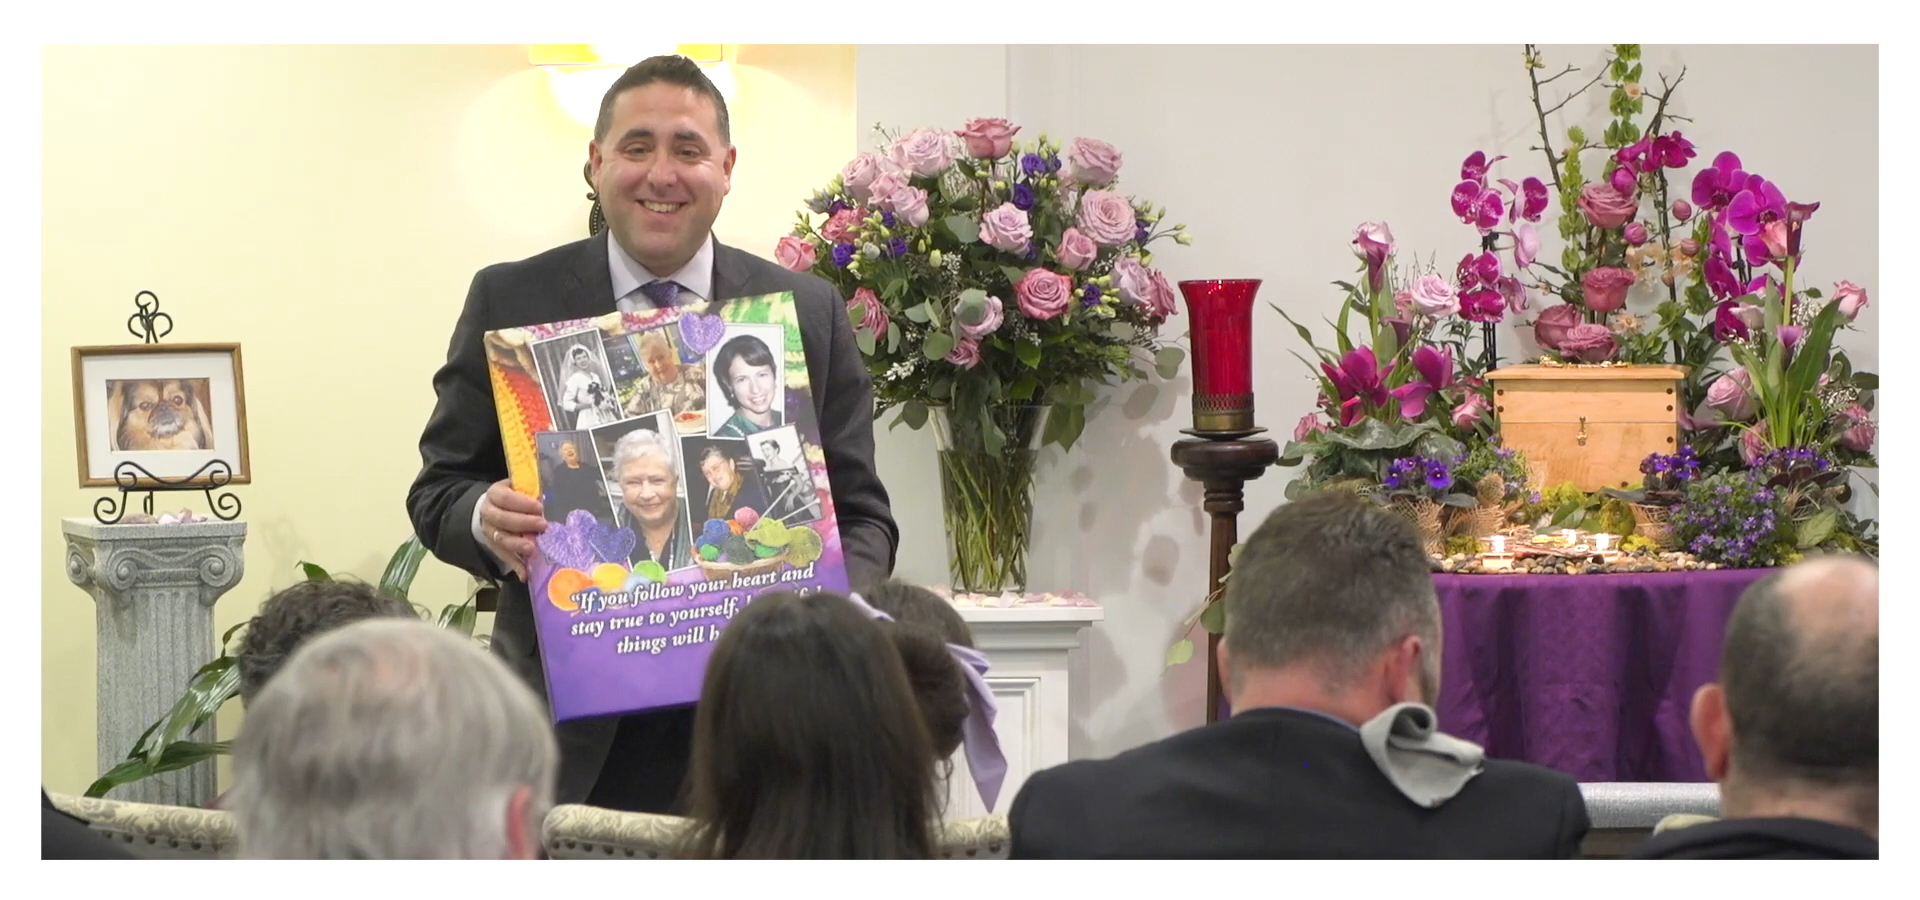 “If you follow your heart and
stay true to yourself,
things will